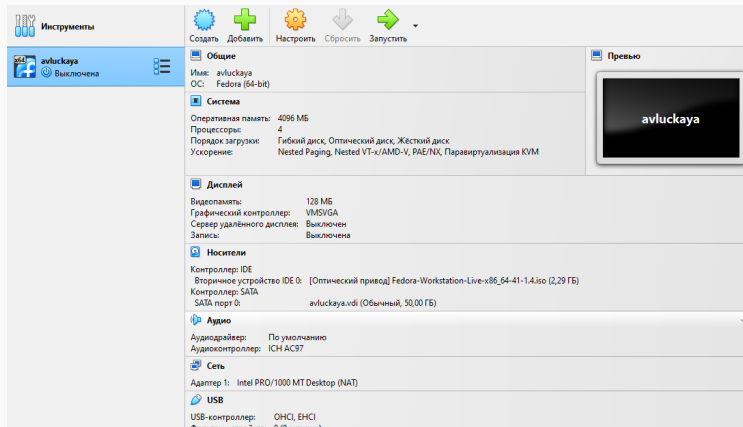 Инструменты
Создать Добавить Настроить Сбросить Запустить
avluckaya
Выключена
Общие
Имя: avluckaya
ОС: Fedora (64-bit)
Превью
avluckaya
Система
Оперативная память: 4096 МБ
Процессоры: 4
Порядок загрузки: Гибкий диск, Оптический диск, Жёсткий диск
Ускорение: Nested Paging, Nested VT-x/AMD-V, PAE/NX, Паравиртуализация KVM
Дисплей
Видеопамять: 128 МБ
Графический контроллер: VMSVGA
Сервер удалённого дисплея: Выключен
Запись: Выключена
Носители
Контроллер: IDE
Вторичное устройство IDE 0: [Оптический привод] Fedora-Workstation-Live-x86_64-41-1.4.iso (2,29 ГБ)
Контроллер: SATA
SATA порт 0: avluckaya.vdi (Обычный, 50,00 ГБ)
Аудио
Аудиодрайвер: По умолчанию
Аудиоконтроллер: ICH AC97
Сеть
Адаптер 1: Intel PRO/1000 MT Desktop (NAT)
USB
USB-контроллер: OHCI, EHCI